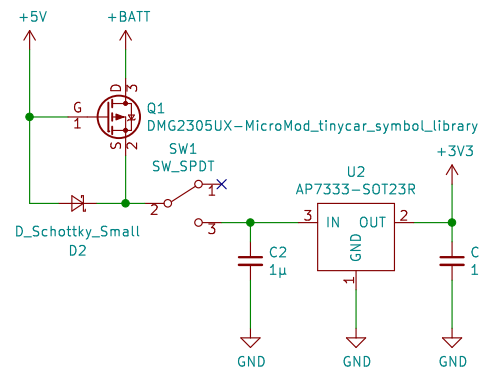 +5V
+BATT
D
3
G
1
Q1
DMG2305UX-MicroMod_tinycar_symbol_library
S
2
SW1
SW_SPDT
1
2
3
D_Schottky_Small
D2
U2
AP7333-SOT23R
+3V3
3
IN
OUT
2
GND
1
C2
1µ
C
1
GND
GND
GND